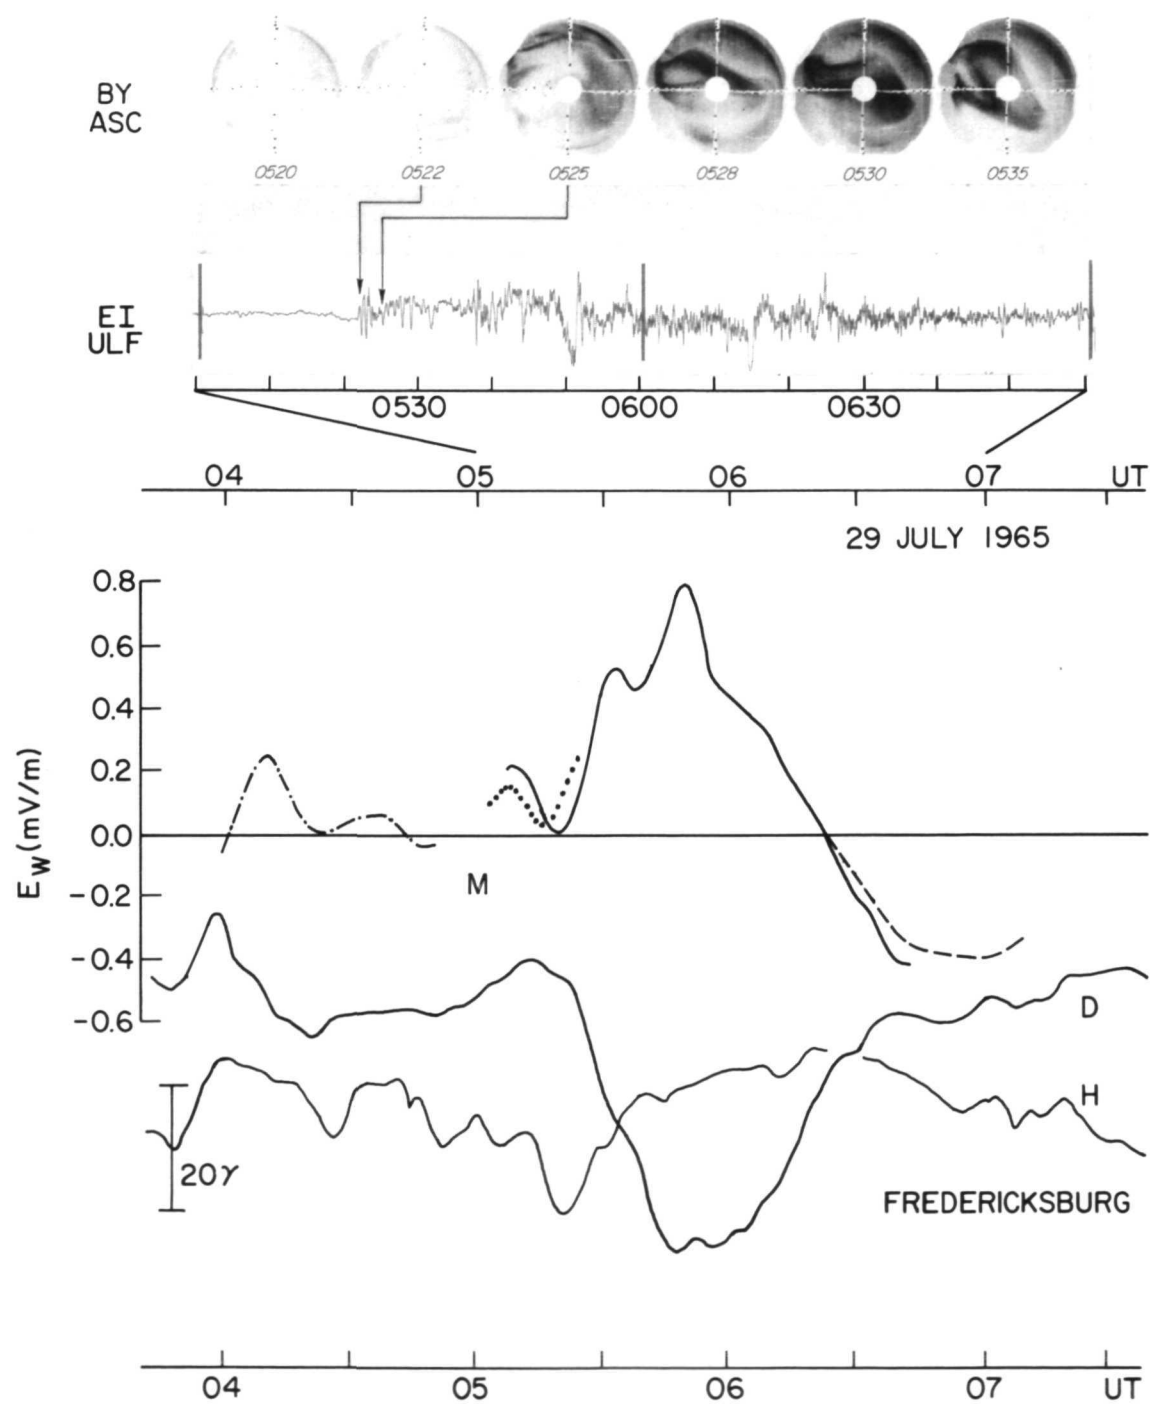 BY
ASC
0520 0522 0525 0528 0530 0535
EI
ULF
0530 0600 0630
04 05 06 07 UT
29 JULY 1965
0.8
0.6
0.4
0.2
0.0
-0.2
-0.4
-0.6
E_W (mV/m)
M
D
H
20γ
FREDERICKSBURG
04 05 06 07 UT